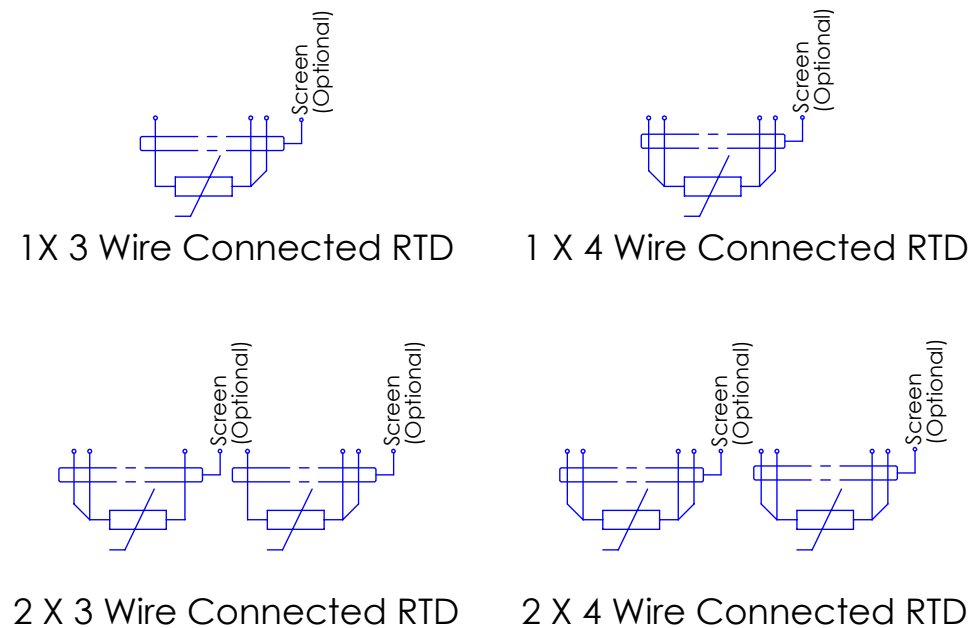 Screen
(Optional)
1X 3 Wire Connected RTD
Screen
(Optional)
1 X 4 Wire Connected RTD
Screen
(Optional)
Screen
(Optional)
2 X 3 Wire Connected RTD
Screen
(Optional)
Screen
(Optional)
2 X 4 Wire Connected RTD